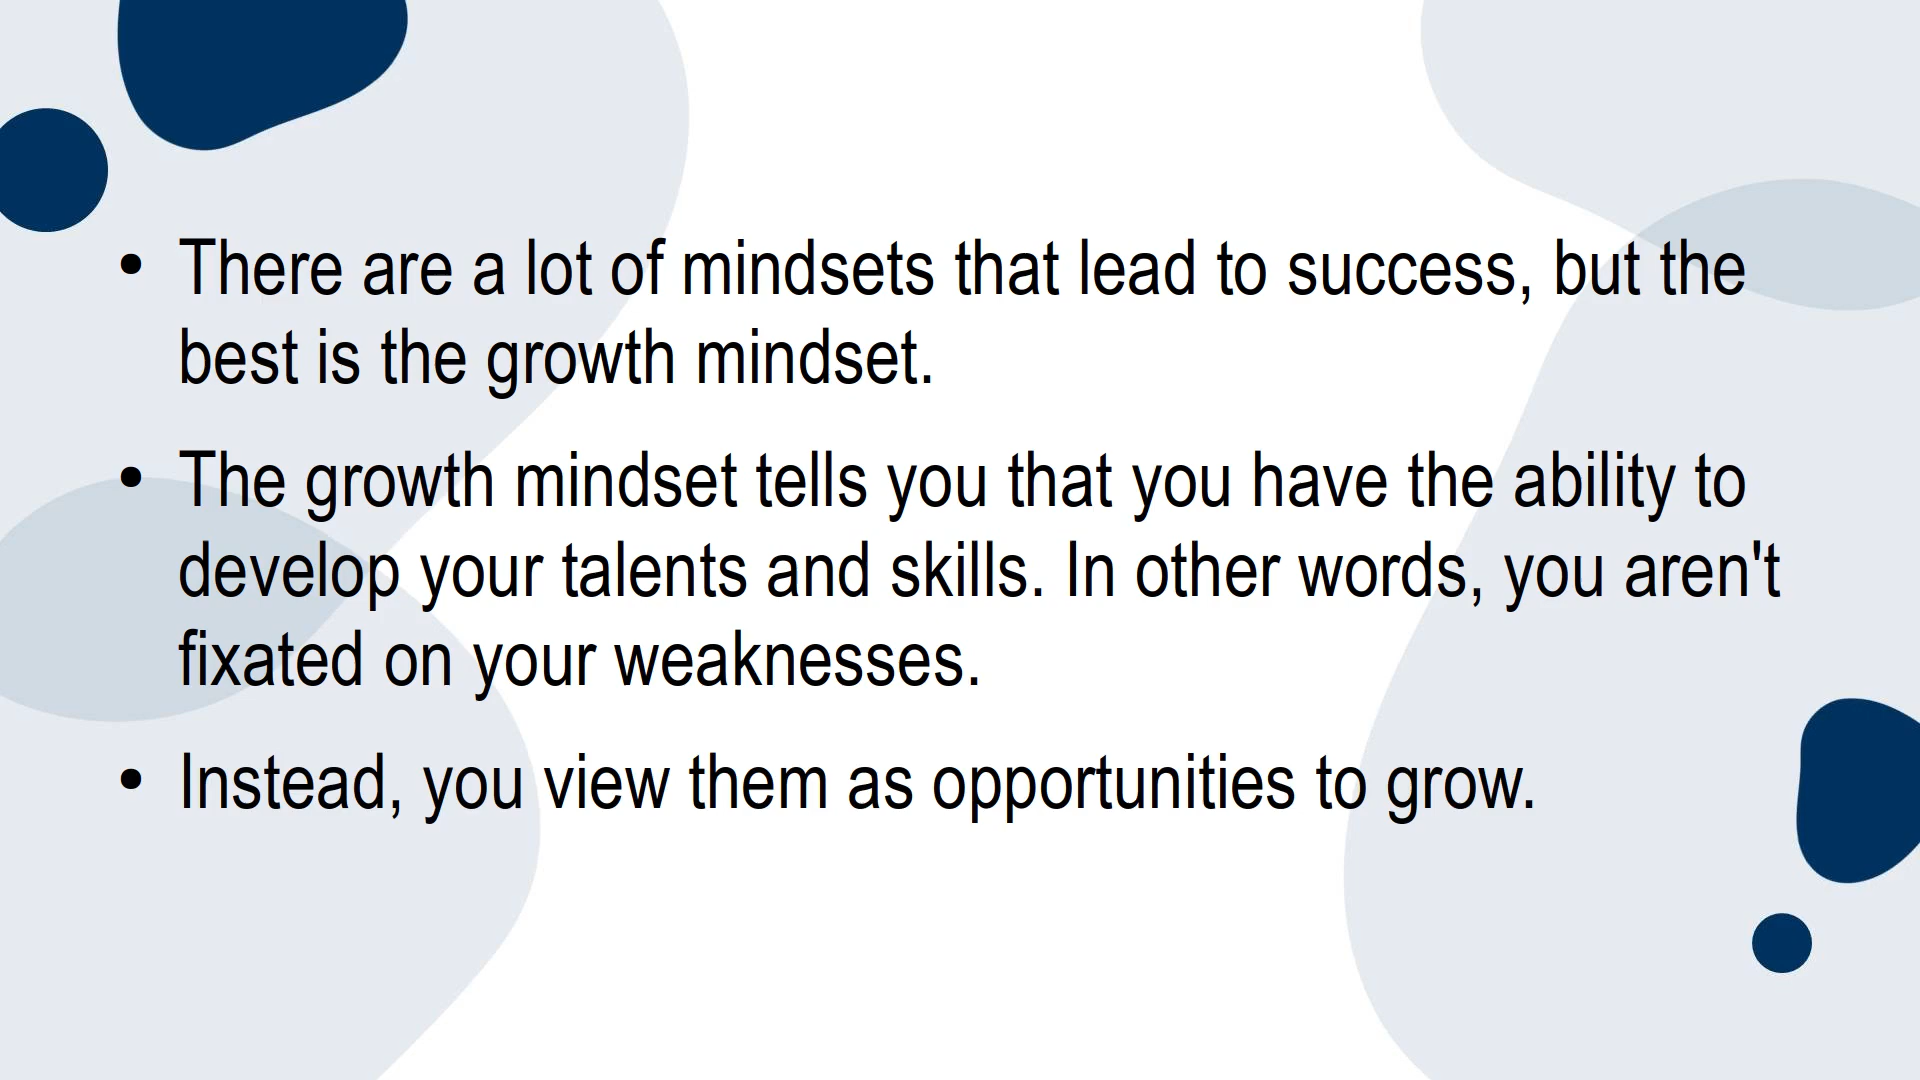 • There are a lot of mindsets that lead to success, but the
best is the growth mindset.
• The growth mindset tells you that you have the ability to
develop your talents and skills. In other words, you aren't
fixated on your weaknesses.
• Instead, you view them as opportunities to grow.